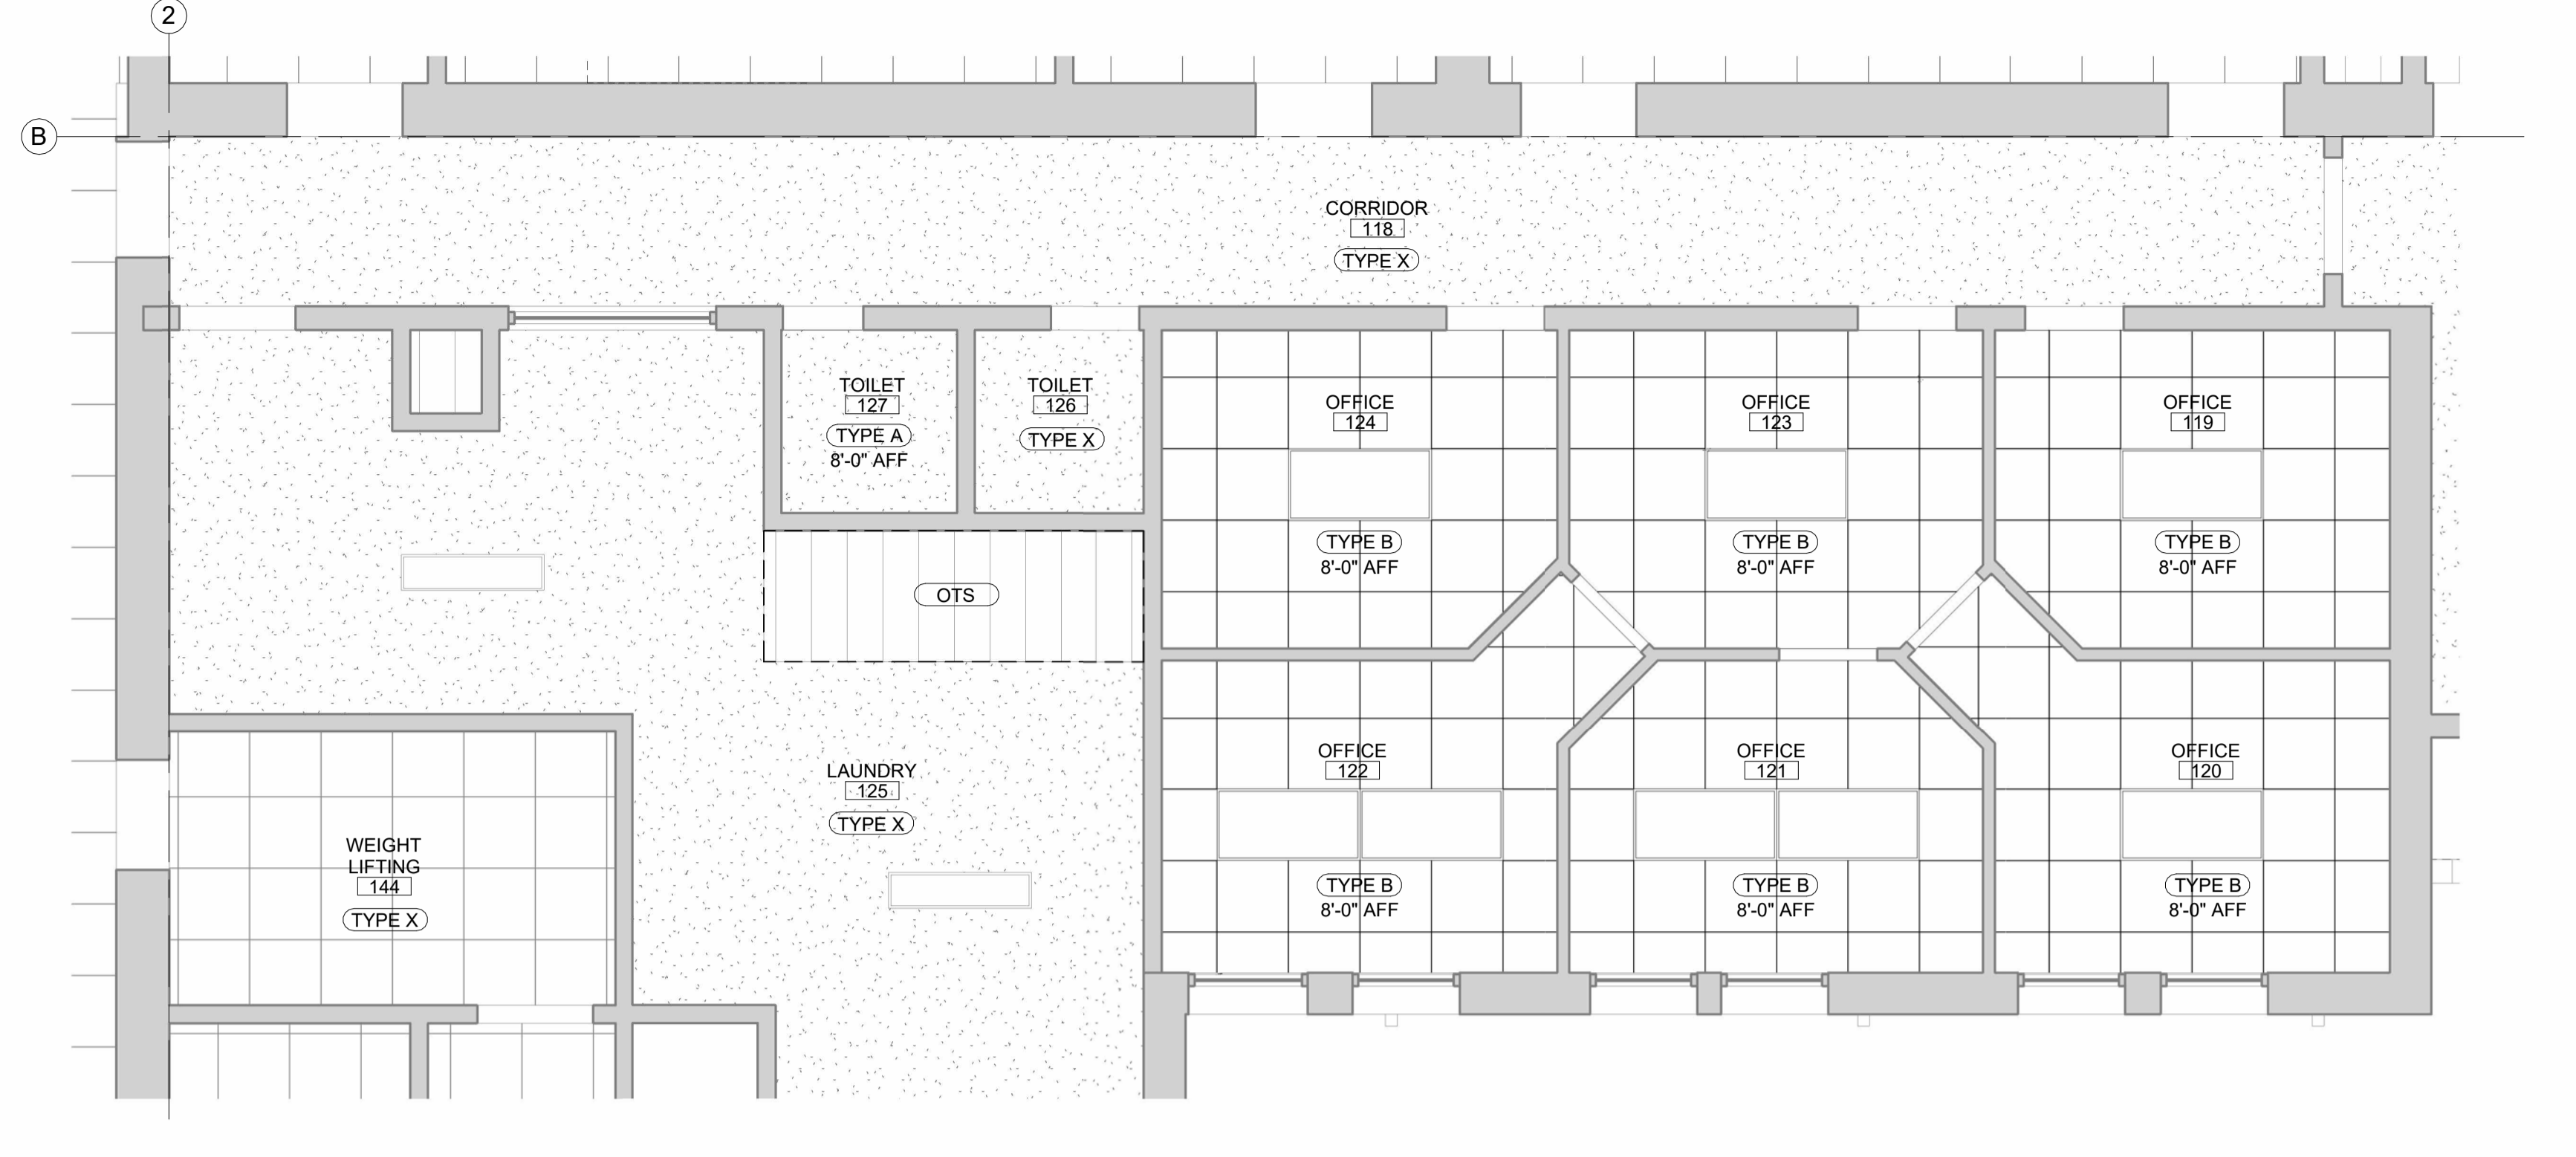 2
B
CORRIDOR
118
TYPE X
TOILET
127
TYPE A
8'-0" AFF
TOILET
126
TYPE X
OFFICE
124
TYPE B
8'-0" AFF
OFFICE
123
TYPE B
8'-0" AFF
OFFICE
119
TYPE B
8'-0" AFF
OTS
LAUNDRY
125
TYPE X
WEIGHT
LIFTING
144
TYPE X
OFFICE
122
TYPE B
8'-0" AFF
OFFICE
121
TYPE B
8'-0" AFF
OFFICE
120
TYPE B
8'-0" AFF